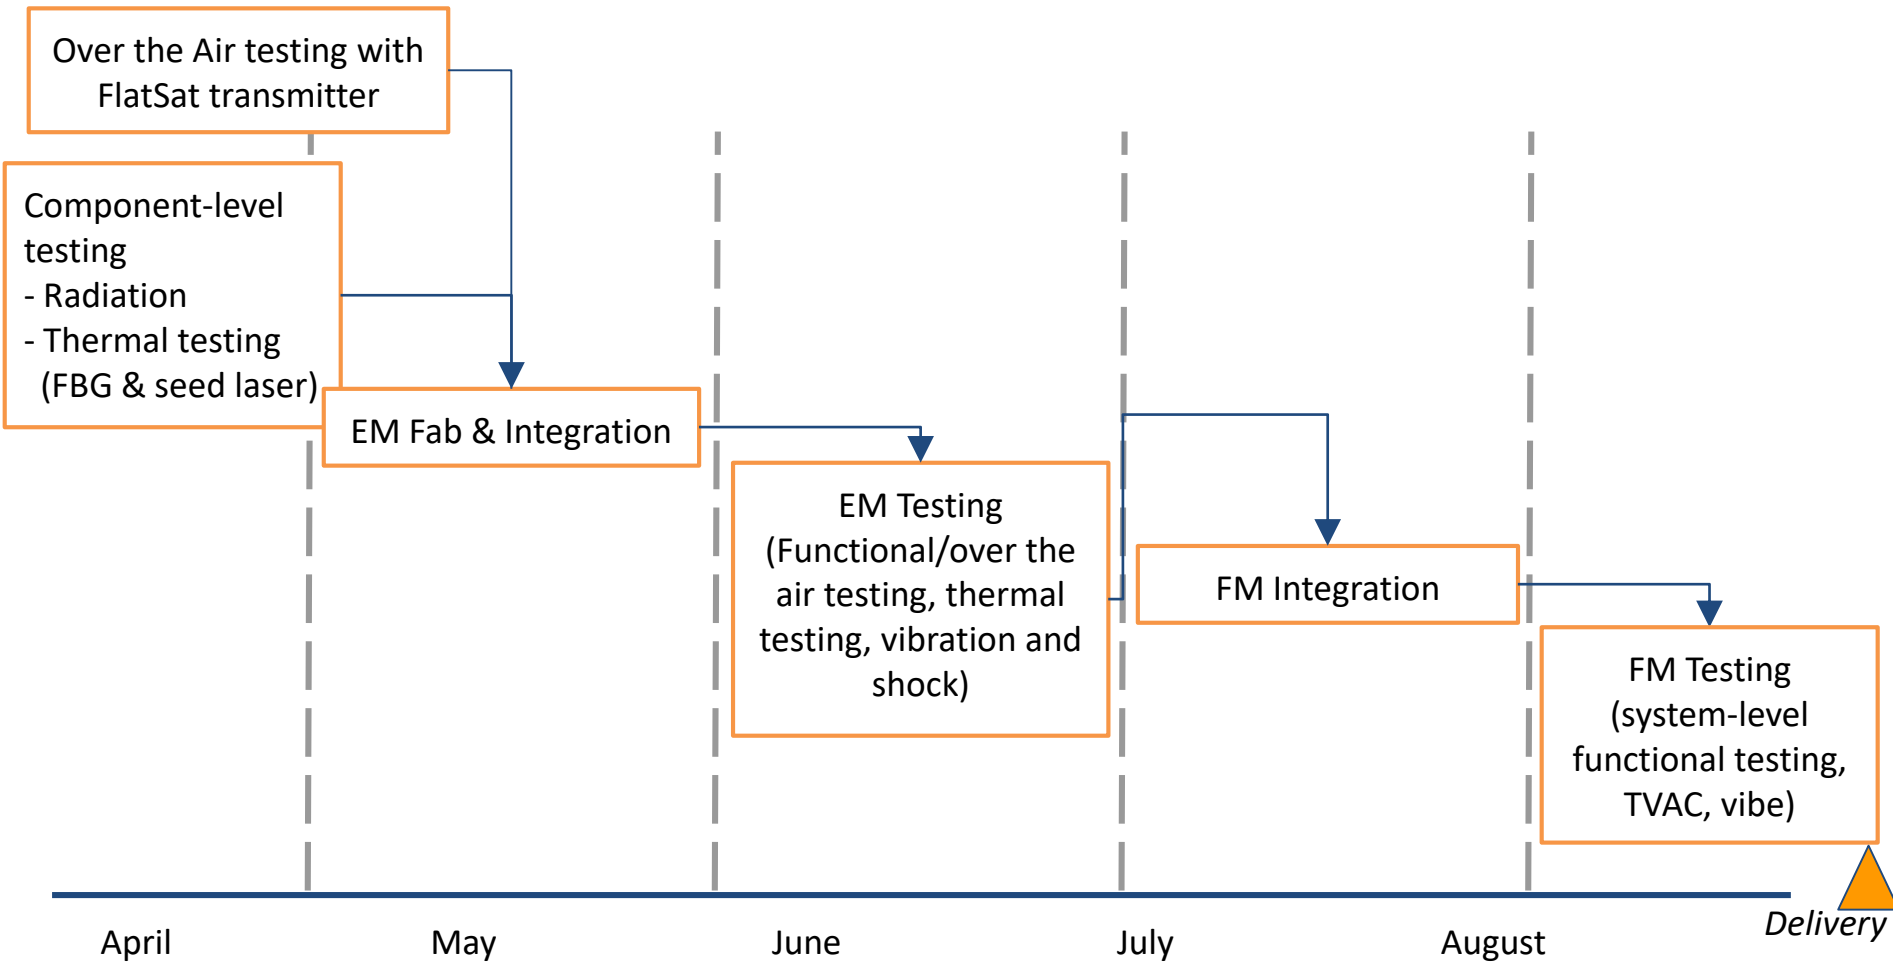 Over the Air testing with
FlatSat transmitter
Component-level
testing
- Radiation
- Thermal testing
(FBG & seed laser)
EM Fab & Integration
EM Testing
(Functional/over the
air testing, thermal
testing, vibration and
shock)
FM Integration
FM Testing
(system-level
functional testing,
TVAC, vibe)
Delivery
April
May
June
July
August